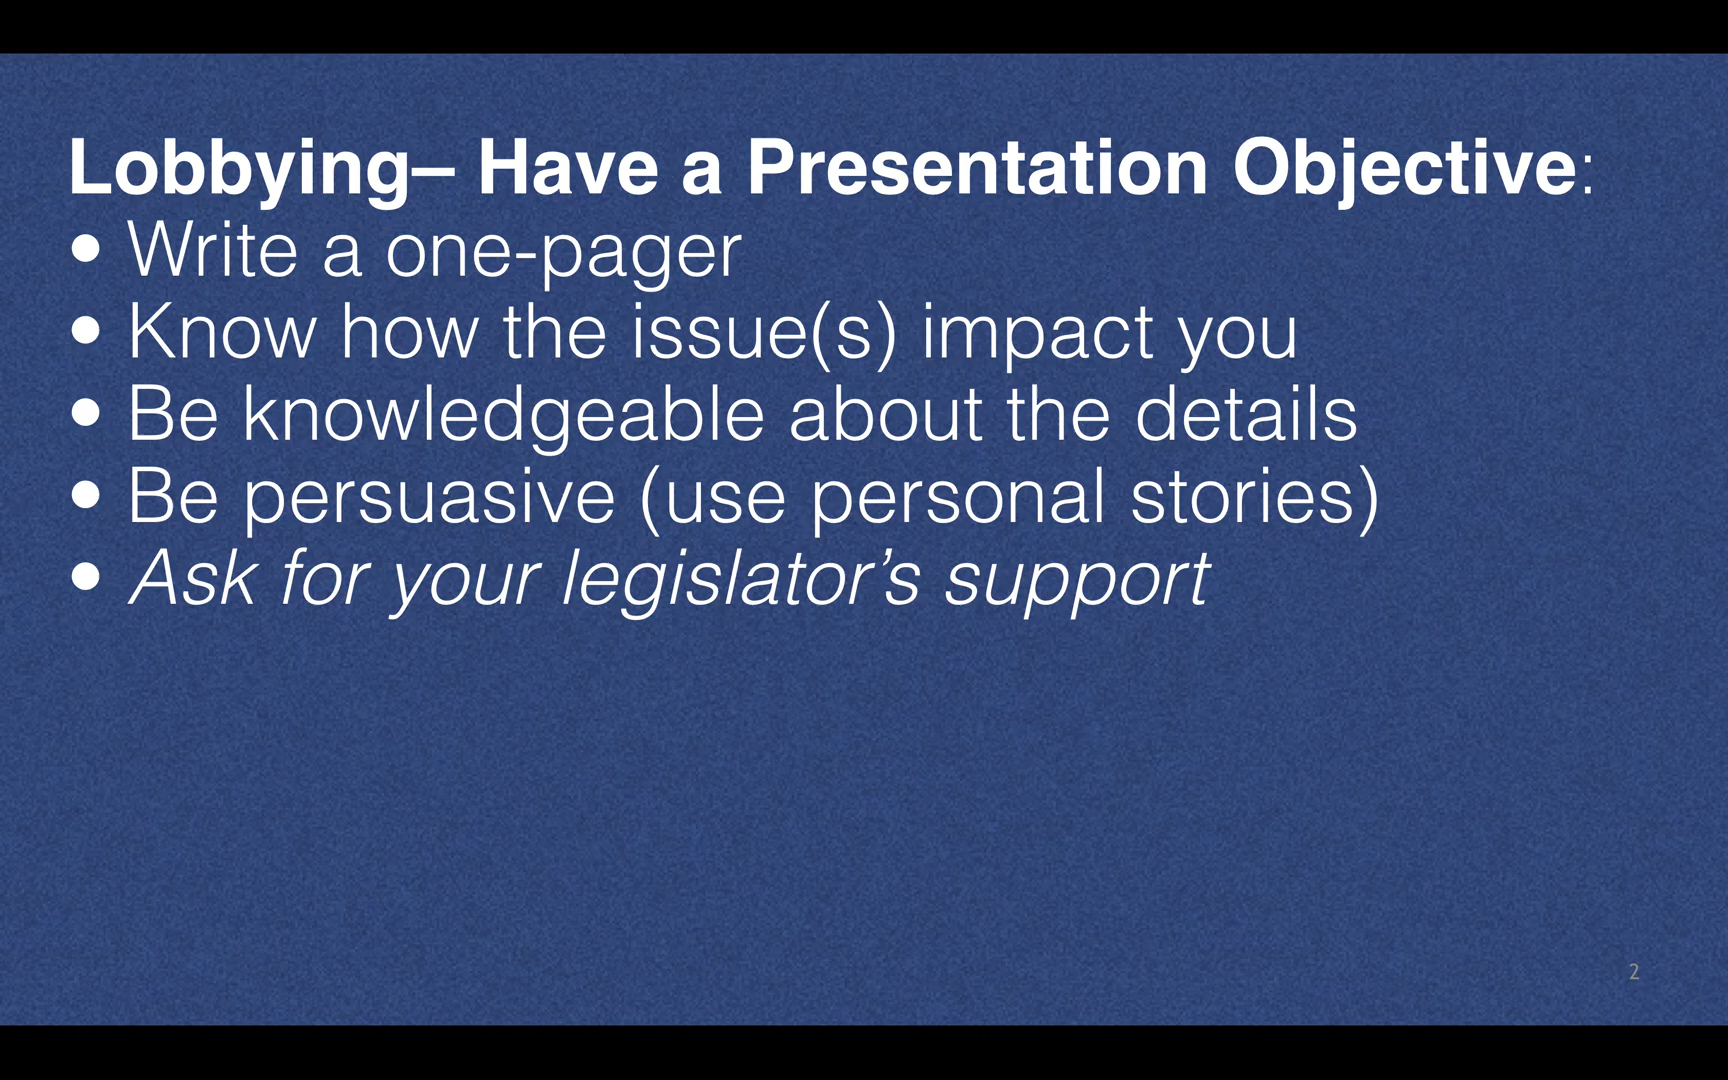 Lobbying– Have a Presentation Objective:
• Write a one-pager
• Know how the issue(s) impact you
• Be knowledgeable about the details
• Be persuasive (use personal stories)
• Ask for your legislator’s support
2